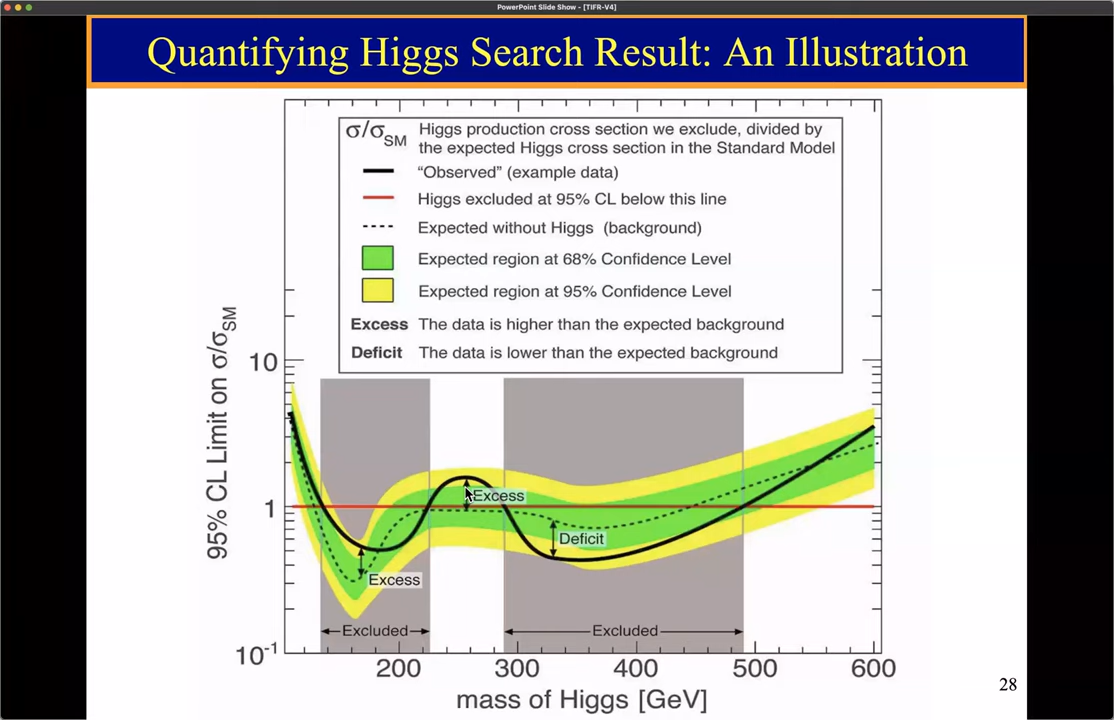 PowerPoint Slide Show - [TIFR-V4]
Quantifying Higgs Search Result: An Illustration
σ/σSM Higgs production cross section we exclude, divided by
the expected Higgs cross section in the Standard Model
“Observed” (example data)
Higgs excluded at 95% CL below this line
Expected without Higgs (background)
Expected region at 68% Confidence Level
Expected region at 95% Confidence Level
Excess The data is higher than the expected background
Deficit The data is lower than the expected background
95% CL Limit on σ/σSM
10
1
10-1
Excess
Deficit
Excess
Excluded
Excluded
200 300 400 500 600
mass of Higgs [GeV]
28